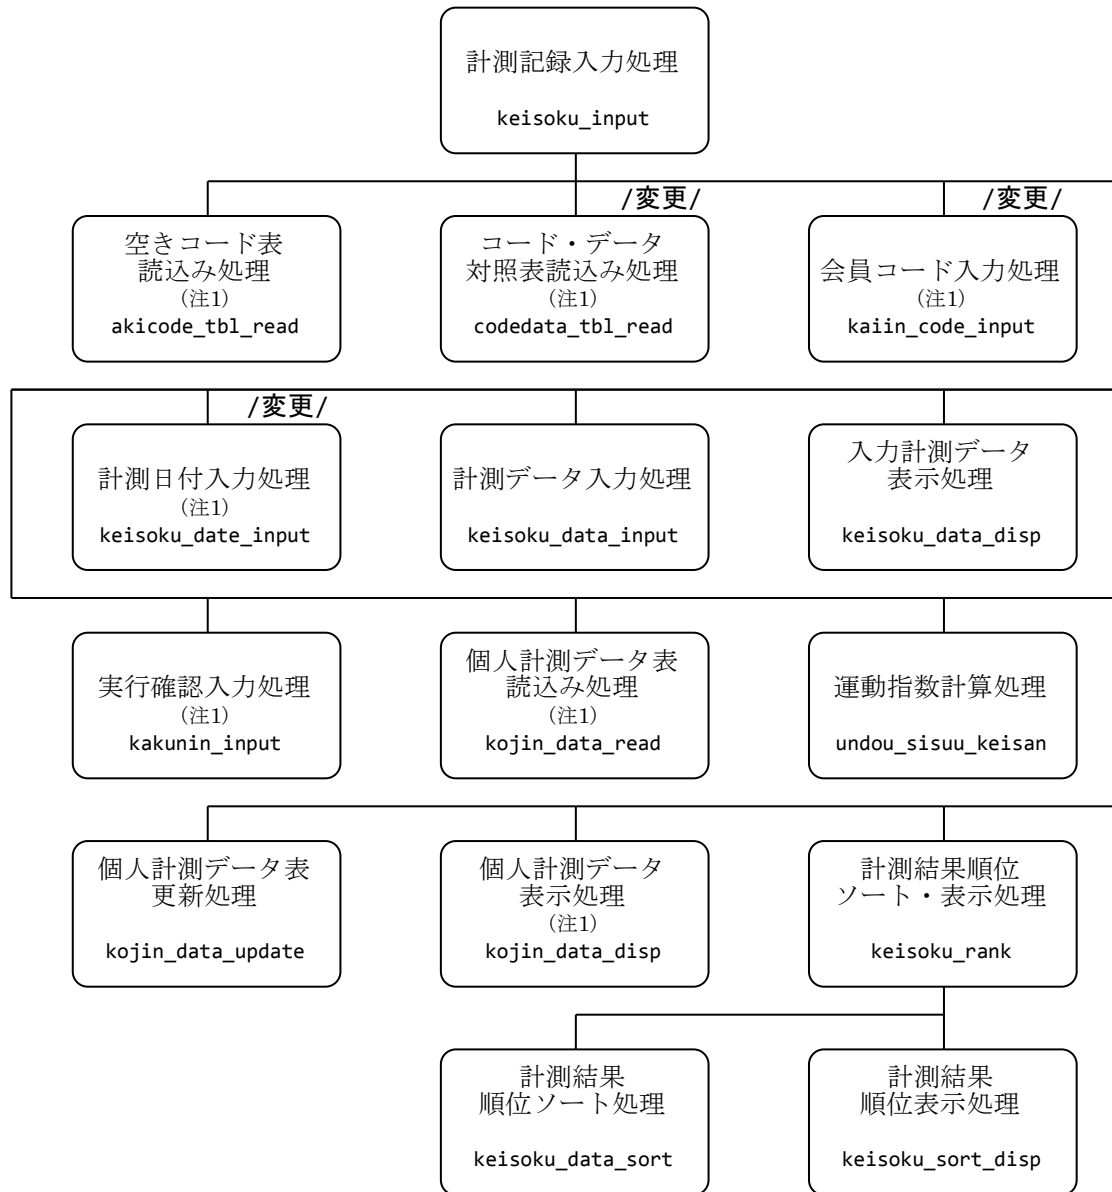 計測記録入力処理
keisoku_input
/変更/
/変更/
空きコード表
読込み処理
(注1)
akicode_tbl_read
コード・データ
対照表読込み処理
(注1)
codedata_tbl_read
会員コード入力処理
(注1)
kaiin_code_input
/変更/
計測日付入力処理
(注1)
keisoku_date_input
計測データ入力処理
keisoku_data_input
入力計測データ
表示処理
keisoku_data_disp
実行確認入力処理
(注1)
kakunin_input
個人計測データ表
読込み処理
(注1)
kojin_data_read
運動指数計算処理
undou_sisuu_keisan
個人計測データ表
更新処理
kojin_data_update
個人計測データ
表示処理
(注1)
kojin_data_disp
計測結果順位
ソート・表示処理
keisoku_rank
計測結果
順位ソート処理
keisoku_data_sort
計測結果
順位表示処理
keisoku_sort_disp